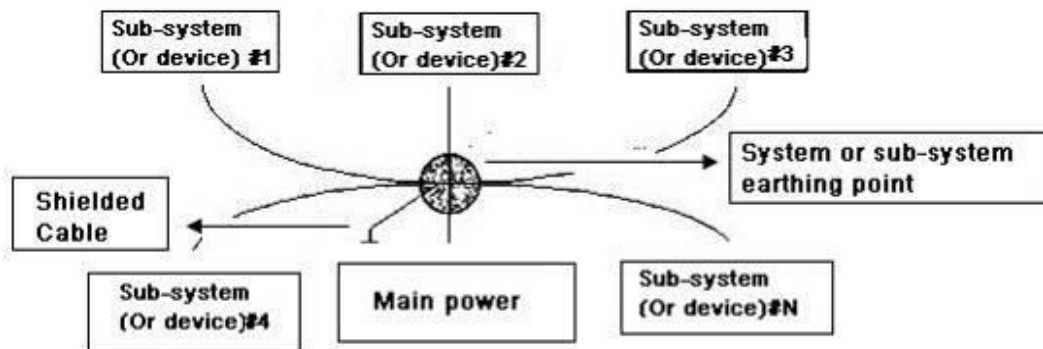 Sub-system
(Or device) #1
Sub-system
(Or device)#2
Sub-system
(Or device)#3
System or sub-system
earthing point
Shielded
Cable
Sub-system
(Or device)#4
Main power
Sub-system
(Or device)#N